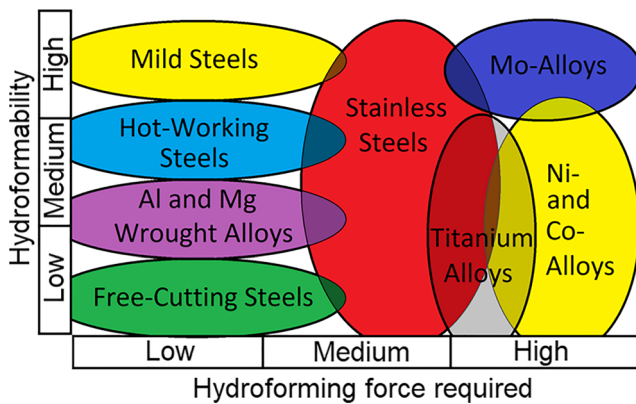 Hydroformability
High
Medium
Low
Mild Steels
Hot-Working
Steels
Al and Mg
Wrought Alloys
Free-Cutting Steels
Stainless
Steels
Mo-Alloys
Titanium
Alloys
Ni-
and
Co-
Alloys
Low
Medium
High
Hydroforming force required